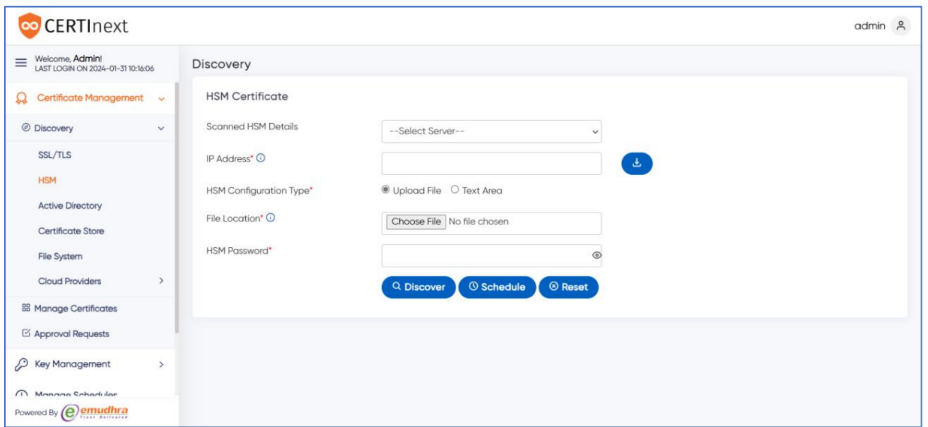 CERTInext
admin
Welcome, Admin!
LAST LOGIN ON 2024-01-31 10:16:06
Certificate Management
Discovery
SSL/TLS
HSM
Active Directory
Certificate Store
File System
Cloud Providers
Manage Certificates
Approval Requests
Key Management
Manage Schedules
Powered By emudhra
Trust Delivered
Discovery
HSM Certificate
Scanned HSM Details
--Select Server--
IP Address*
HSM Configuration Type*
Upload File Text Area
File Location*
Choose File No file chosen
HSM Password*
Discover Schedule Reset